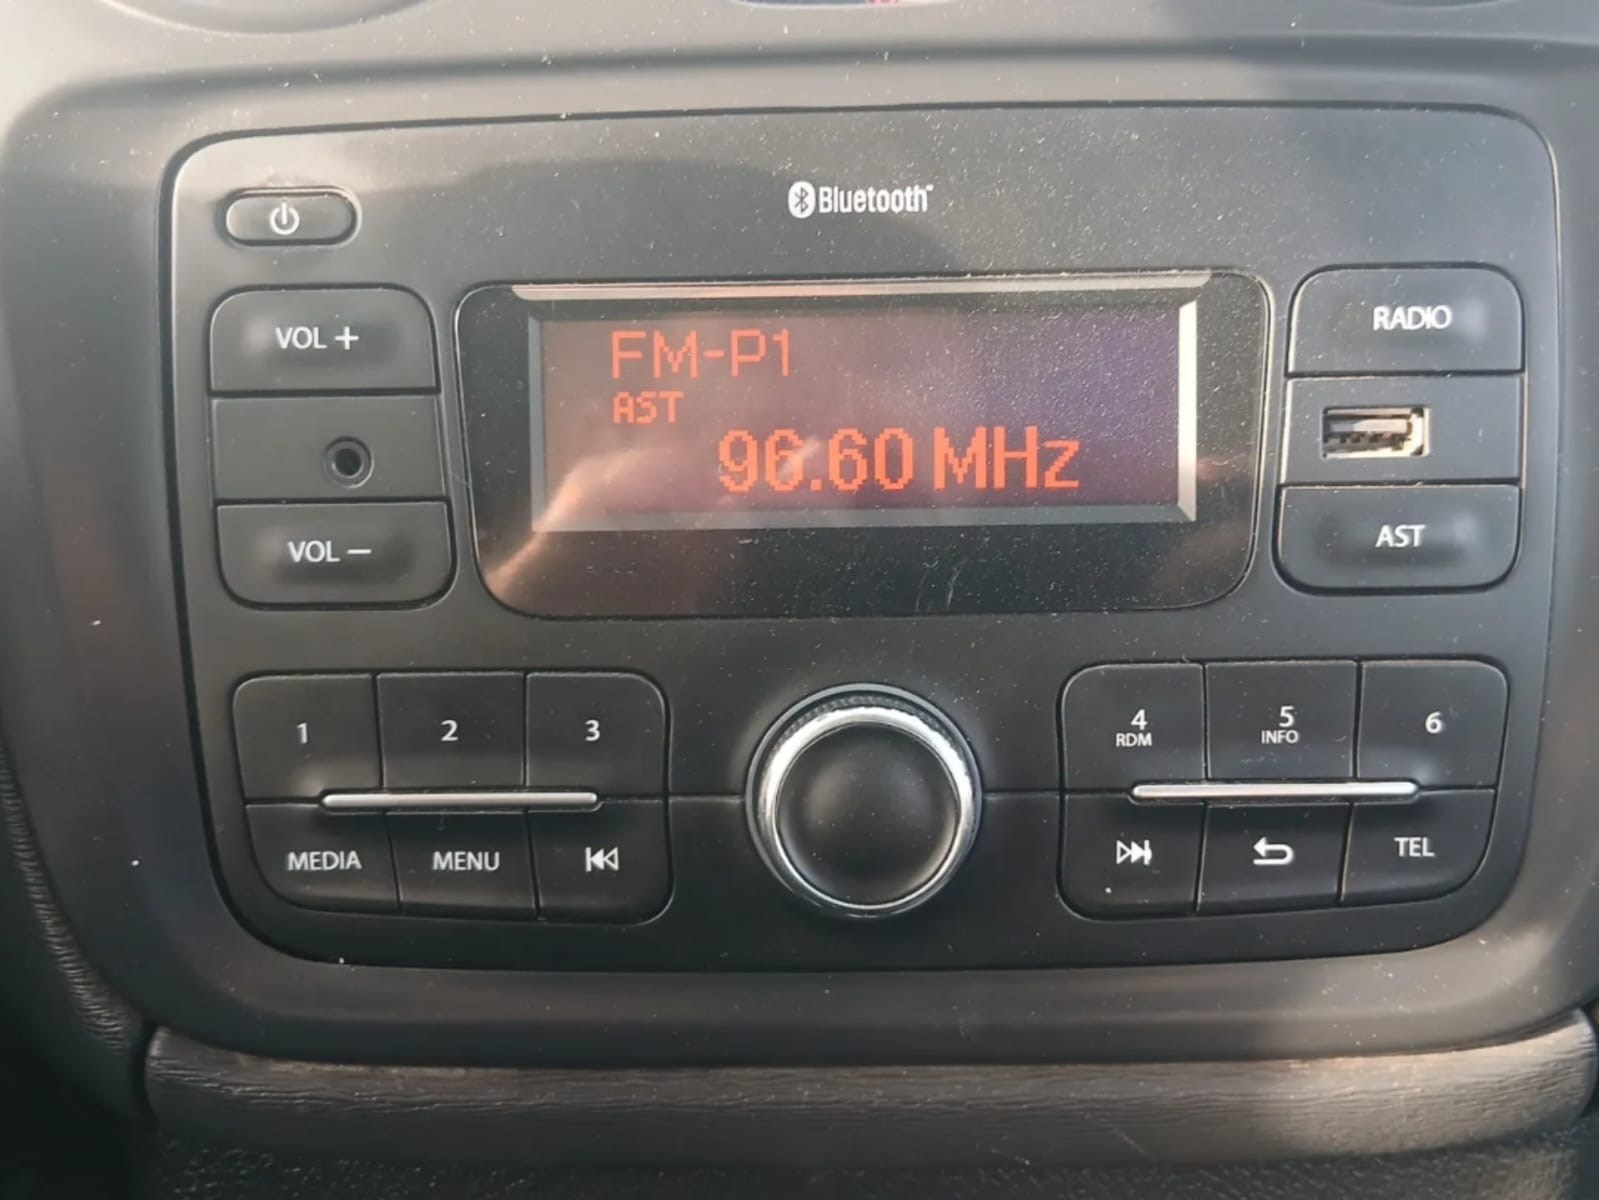 Bluetooth
VOL +
FM-P1
RADIO
AST
96.60 MHz
VOL –
AST
1
2
3
4
RDM
5
INFO
6
MEDIA
MENU
TEL